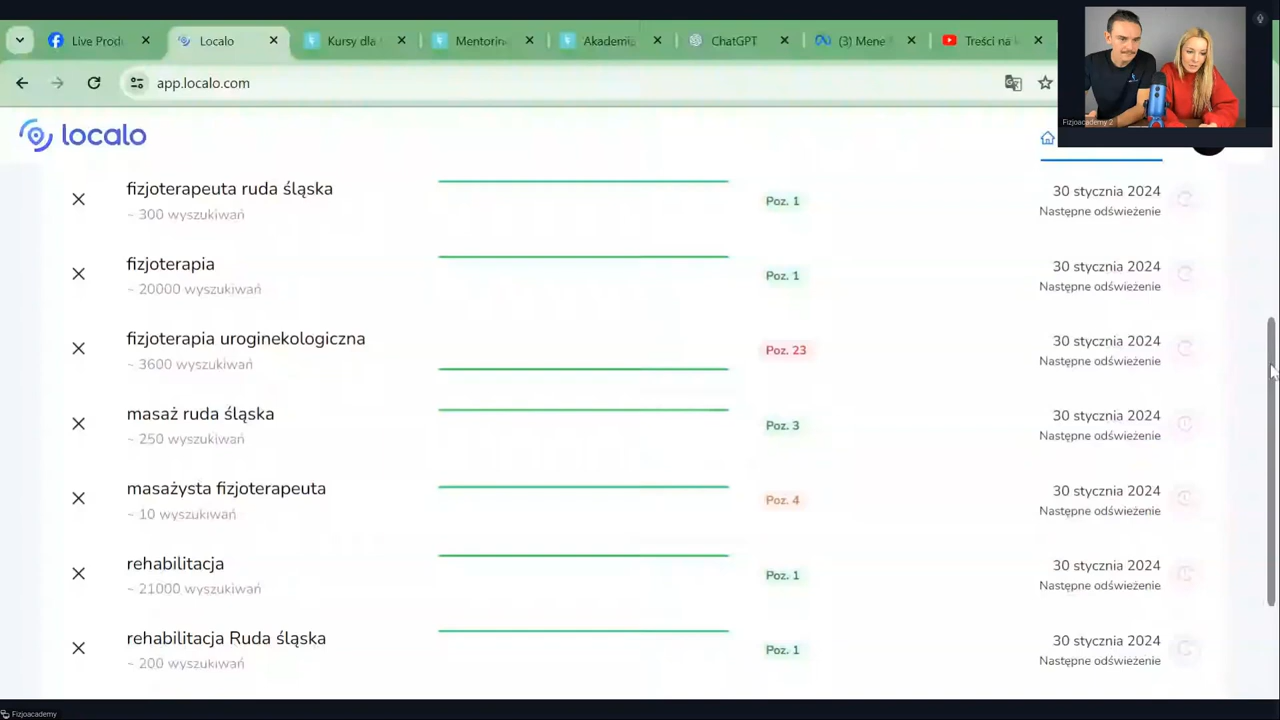 Live Prod
Localo
Kursy dla
Mentorin
Akademia
ChatGPT
(3) Mene
Treści na k
app.localo.com
Fizjoacademy 2
localo
fizjoterapeuta ruda śląska
~ 300 wyszukiwań
Poz. 1
30 stycznia 2024
Następne odświeżenie
fizjoterapia
~ 20000 wyszukiwań
Poz. 1
30 stycznia 2024
Następne odświeżenie
fizjoterapia uroginekologiczna
~ 3600 wyszukiwań
Poz. 23
30 stycznia 2024
Następne odświeżenie
masaż ruda śląska
~ 250 wyszukiwań
Poz. 3
30 stycznia 2024
Następne odświeżenie
masażysta fizjoterapeuta
~ 10 wyszukiwań
Poz. 4
30 stycznia 2024
Następne odświeżenie
rehabilitacja
~ 21000 wyszukiwań
Poz. 1
30 stycznia 2024
Następne odświeżenie
rehabilitacja Ruda śląska
~ 200 wyszukiwań
Poz. 1
30 stycznia 2024
Następne odświeżenie
Fizjoacademy